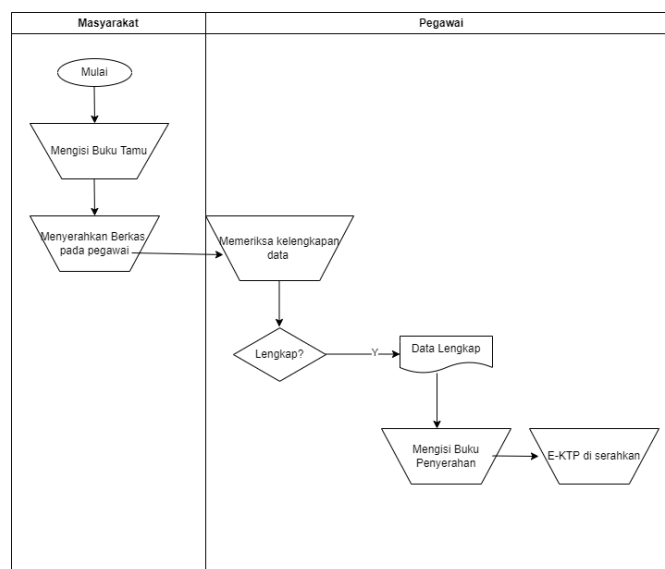 Masyarakat
Pegawai
Mulai
Mengisi Buku Tamu
Menyerahkan Berkas
pada pegawai
Memeriksa kelengkapan
data
Lengkap?
Y
Data Lengkap
Mengisi Buku
Penyerahan
E-KTP di serahkan